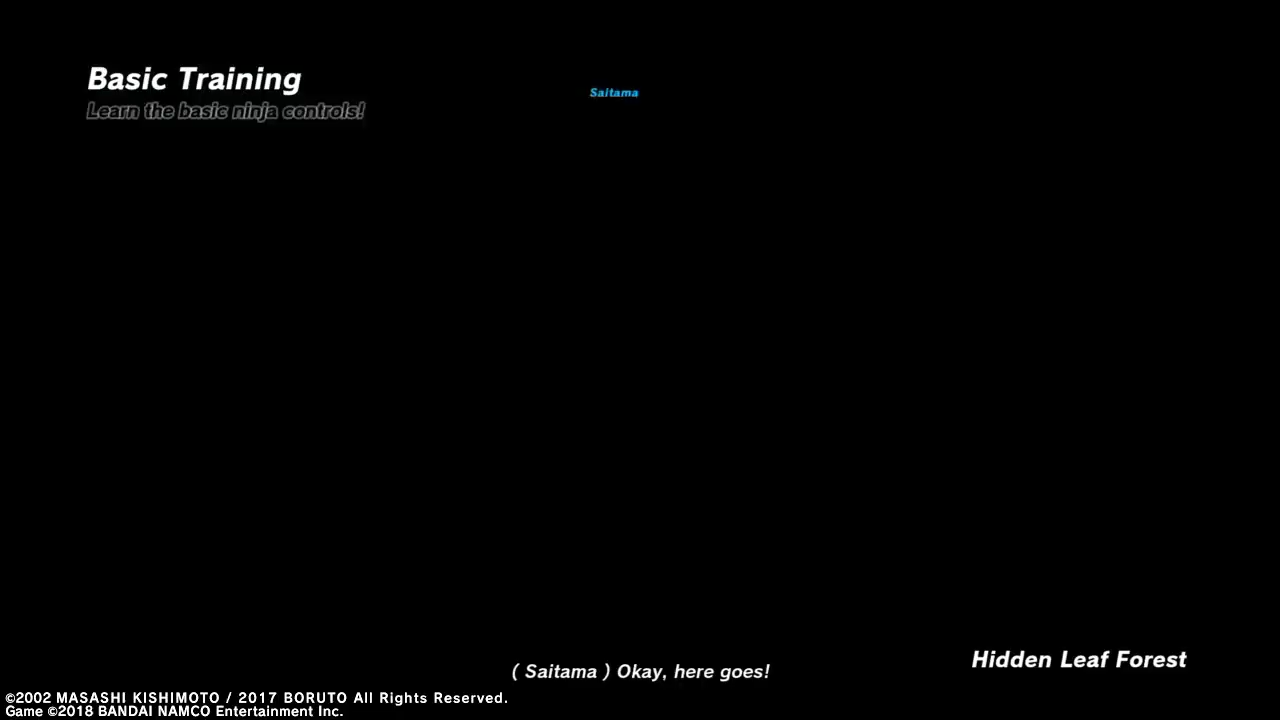 Basic Training
Learn the basic ninja controls!
Saitama
Hidden Leaf Forest
( Saitama ) Okay, here goes!
©2002 MASASHI KISHIMOTO / 2017 BORUTO All Rights Reserved.
Game ©2018 BANDAI NAMCO Entertainment Inc.